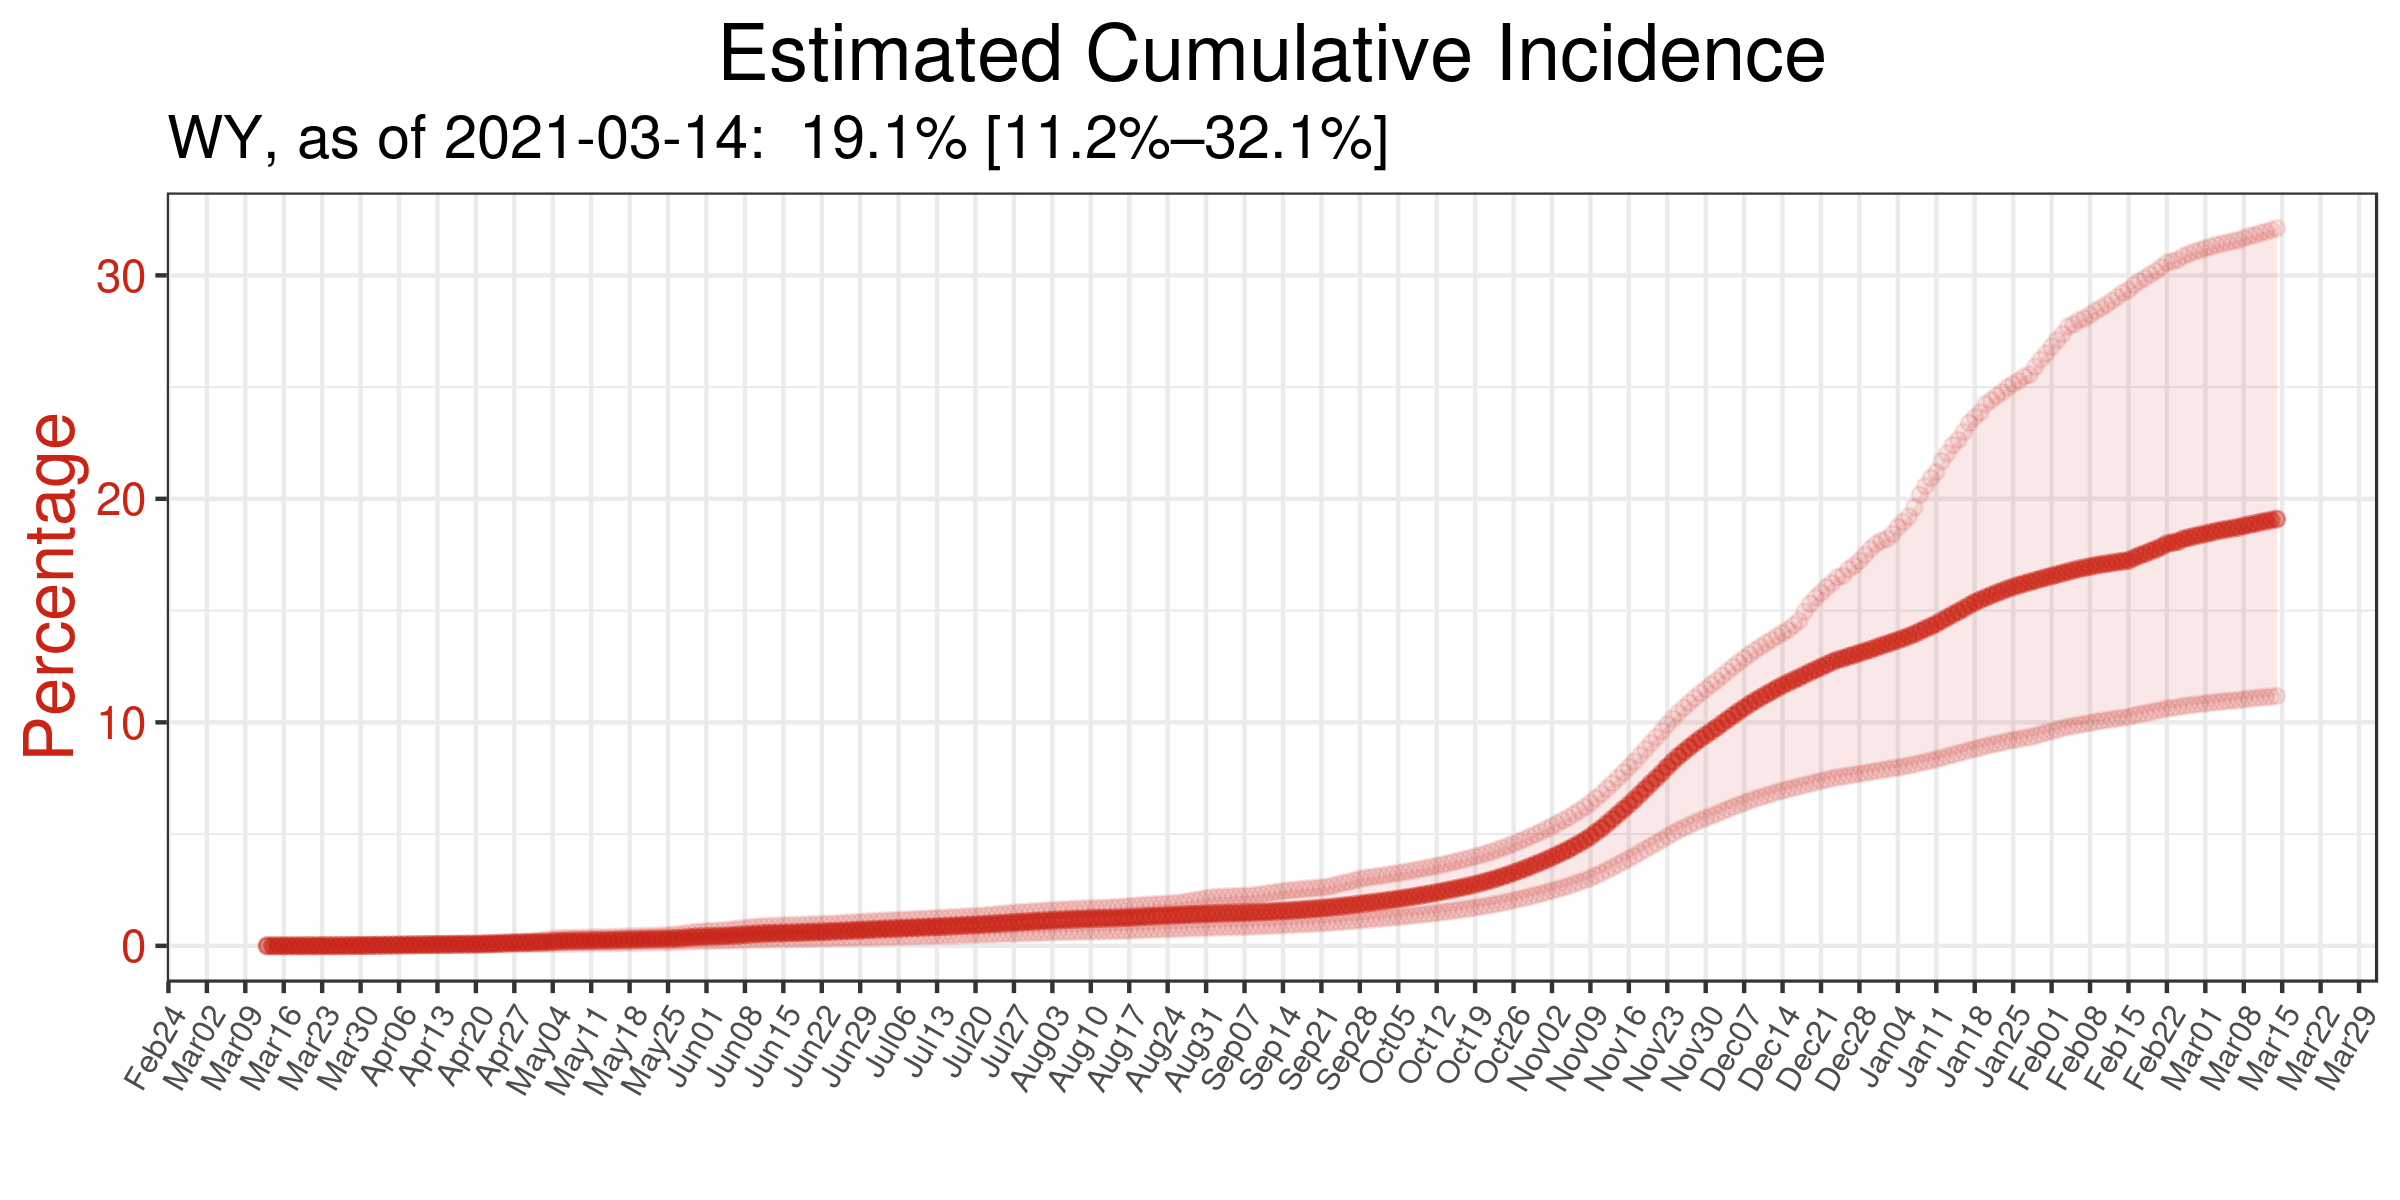 Estimated Cumulative Incidence
WY, as of 2021-03-14:  19.1% [11.2%–32.1%]
Percentage
30
20
10
0
Feb24
Mar02
Mar09
Mar16
Mar23
Mar30
Apr06
Apr13
Apr20
Apr27
May04
May11
May18
May25
Jun01
Jun08
Jun15
Jun22
Jun29
Jul06
Jul13
Jul20
Jul27
Aug03
Aug10
Aug17
Aug24
Aug31
Sep07
Sep14
Sep21
Sep28
Oct05
Oct12
Oct19
Oct26
Nov02
Nov09
Nov16
Nov23
Nov30
Dec07
Dec14
Dec21
Dec28
Jan04
Jan11
Jan18
Jan25
Feb01
Feb08
Feb15
Feb22
Mar01
Mar08
Mar15
Mar22
Mar29